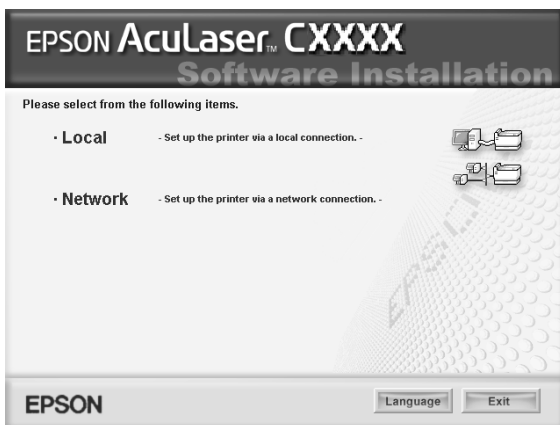 EPSON AcuLaser™ CXXXX
Software Installation
Please select from the following items.
· Local - Set up the printer via a local connection. -
· Network - Set up the printer via a network connection. -
EPSON
EPSON Language Exit